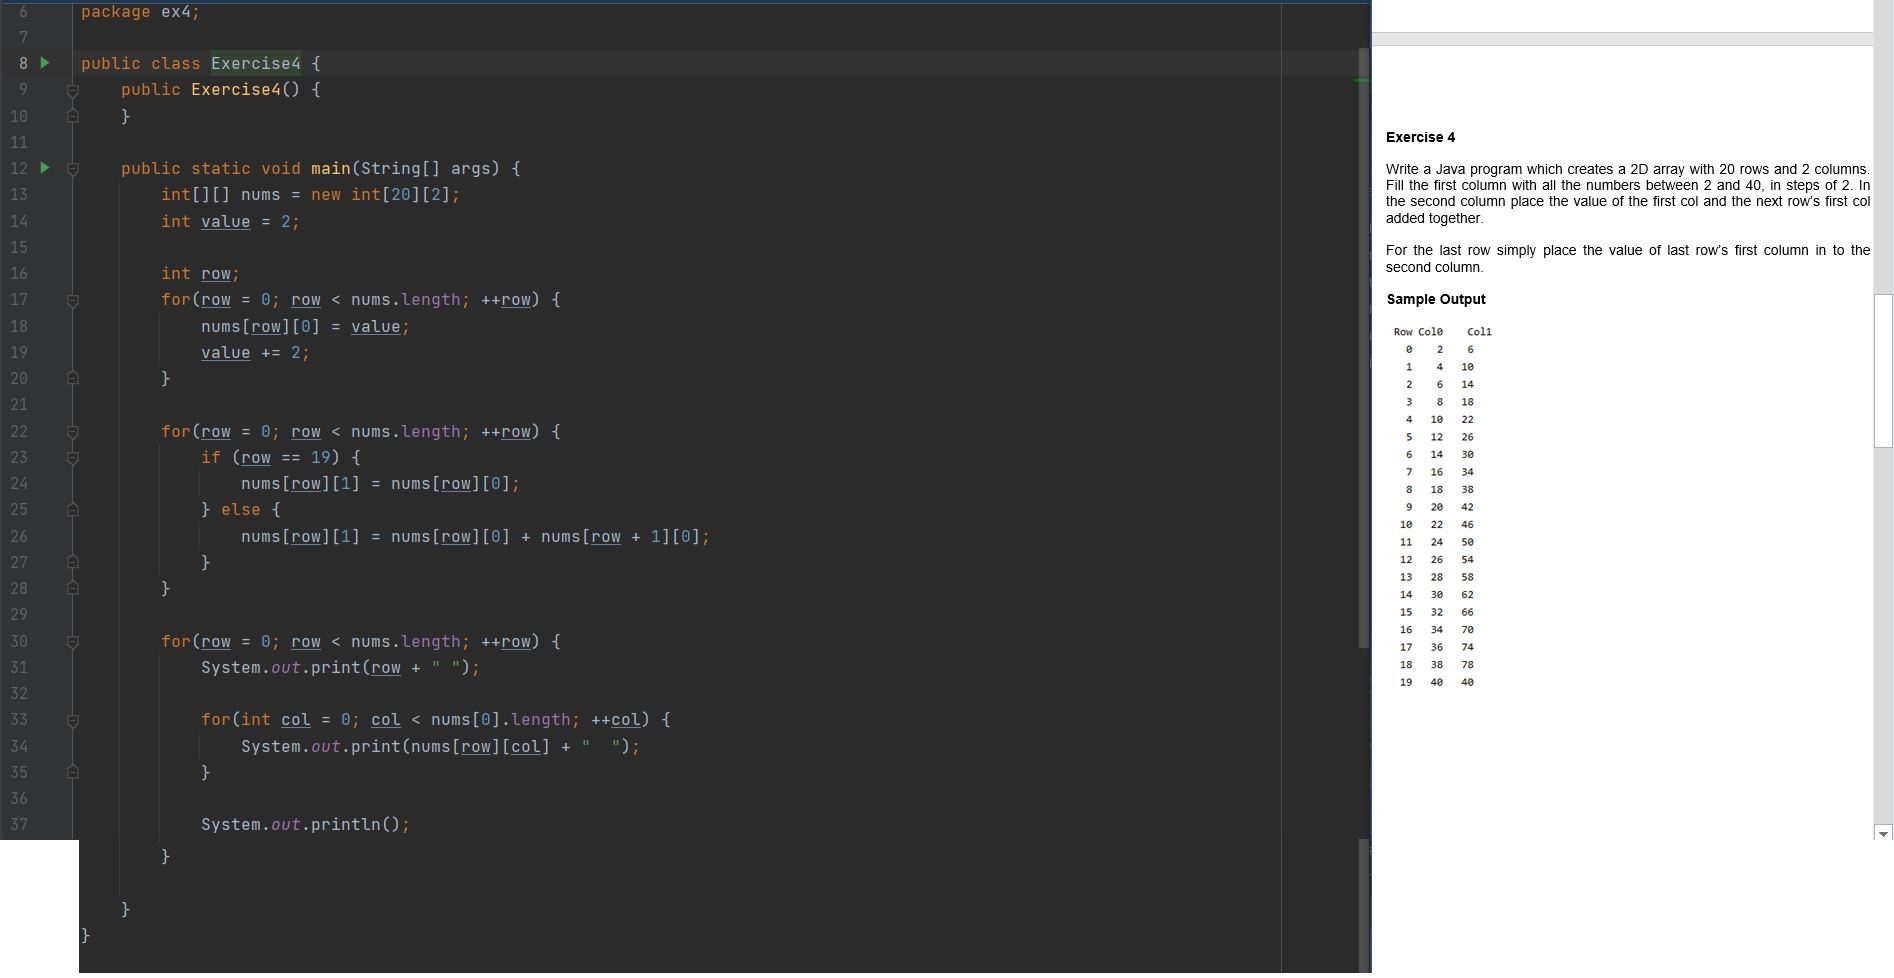 6 package ex4;
7
8 public class Exercise4 {
9     public Exercise4() {
10     }
11
12     public static void main(String[] args) {
13         int[][] nums = new int[20][2];
14         int value = 2;
15
16         int row;
17         for(row = 0; row < nums.length; ++row) {
18             nums[row][0] = value;
19             value += 2;
20         }
21
22         for(row = 0; row < nums.length; ++row) {
23             if (row == 19) {
24                 nums[row][1] = nums[row][0];
25             } else {
26                 nums[row][1] = nums[row][0] + nums[row + 1][0];
27             }
28         }
29
30         for(row = 0; row < nums.length; ++row) {
31             System.out.print(row + " ");
32
33             for(int col = 0; col < nums[0].length; ++col) {
34                 System.out.print(nums[row][col] + "  ");
35             }
36
37             System.out.println();
        }
    }
}
Exercise 4
Write a Java program which creates a 2D array with 20 rows and 2 columns.
Fill the first column with all the numbers between 2 and 40, in steps of 2. In
the second column place the value of the first col and the next row's first col
added together.
For the last row simply place the value of last row's first column in to the
second column.
Sample Output
Row Col0 Col1
0 2 6
1 4 10
2 6 14
3 8 18
4 10 22
5 12 26
6 14 30
7 16 34
8 18 38
9 20 42
10 22 46
11 24 50
12 26 54
13 28 58
14 30 62
15 32 66
16 34 70
17 36 74
18 38 78
19 40 40